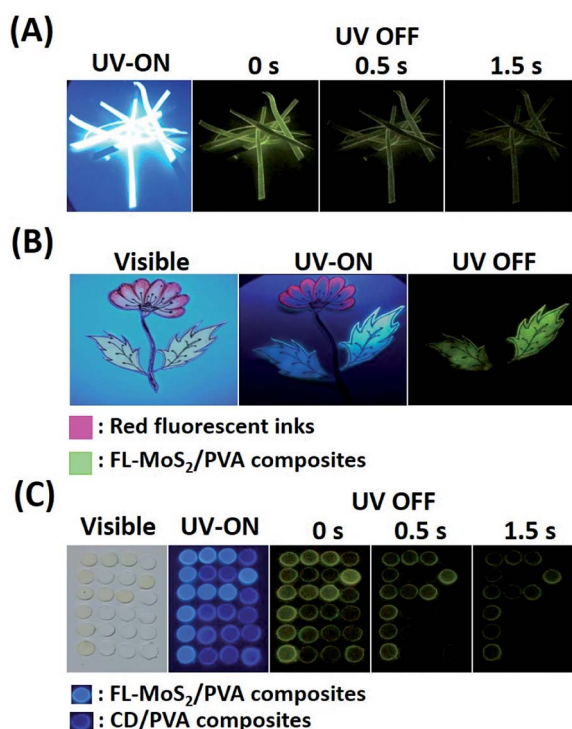 (A)
UV OFF
UV-ON 0 s 0.5 s 1.5 s
(B)
Visible UV-ON UV OFF
: Red fluorescent inks
: FL-MoS₂/PVA composites
(C)
UV OFF
Visible UV-ON 0 s 0.5 s 1.5 s
: FL-MoS₂/PVA composites
: CD/PVA composites